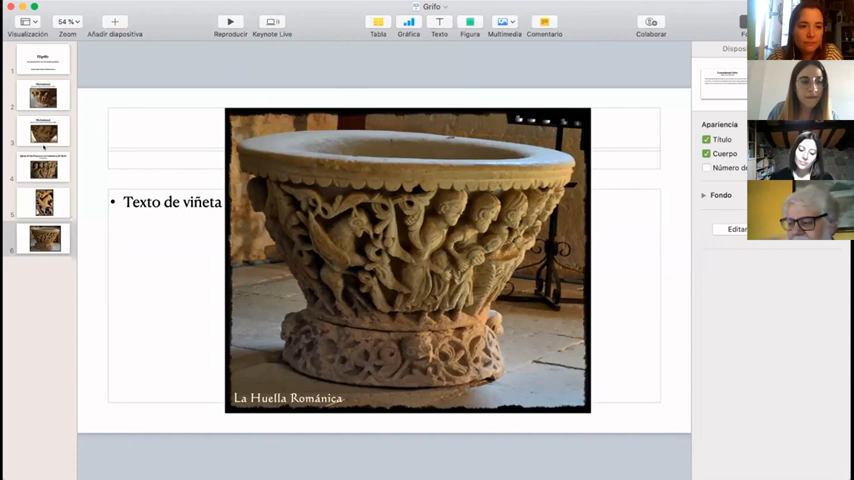 Grifo
54 %
Visualización
Zoom
Añadir diapositiva
Reproducir
Keynote Live
Tabla
Gráfica
Texto
Figura
Multimedia
Comentario
Colaborar
Apariencia
Título
Cuerpo
Número de
Fondo
1
2
3
4
5
6
• Texto de viñeta
La Huella Románica